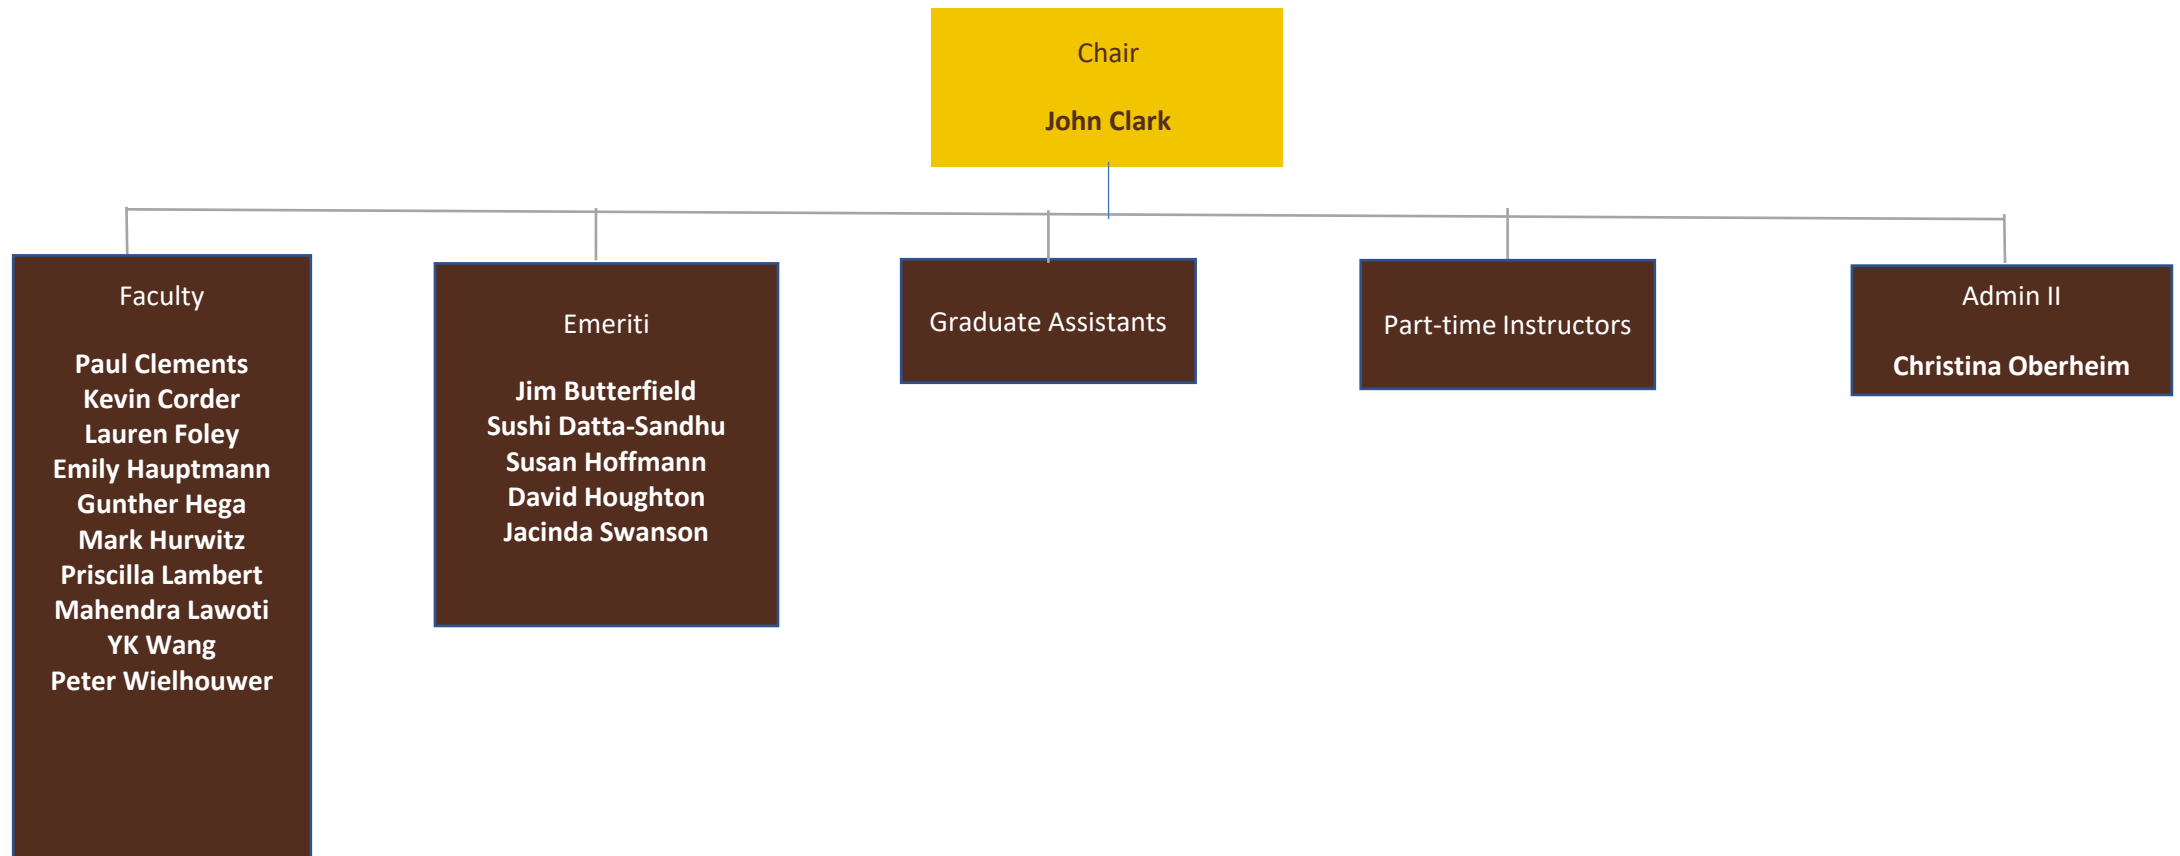 Chair
John Clark
Faculty
Paul Clements
Kevin Corder
Lauren Foley
Emily Hauptmann
Gunther Hega
Mark Hurwitz
Priscilla Lambert
Mahendra Lawoti
YK Wang
Peter Wielhouwer
Emeriti
Jim Butterfield
Sushi Datta-Sandhu
Susan Hoffmann
David Houghton
Jacinda Swanson
Graduate Assistants
Part-time Instructors
Admin II
Christina Oberheim